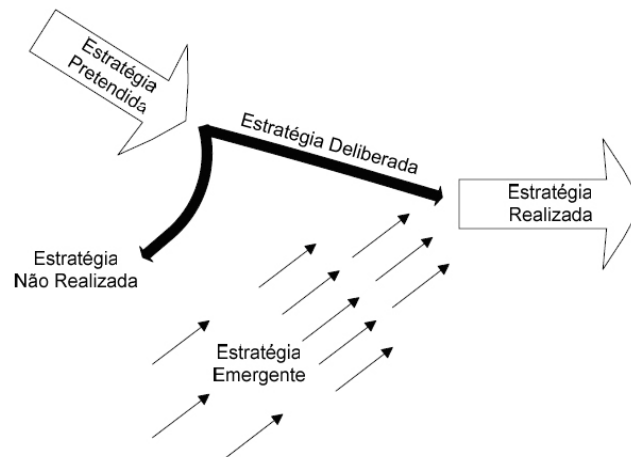 Estratégia
Pretendida
Estratégia Deliberada
Estratégia
Realizada
Estratégia
Não Realizada
Estratégia
Emergente